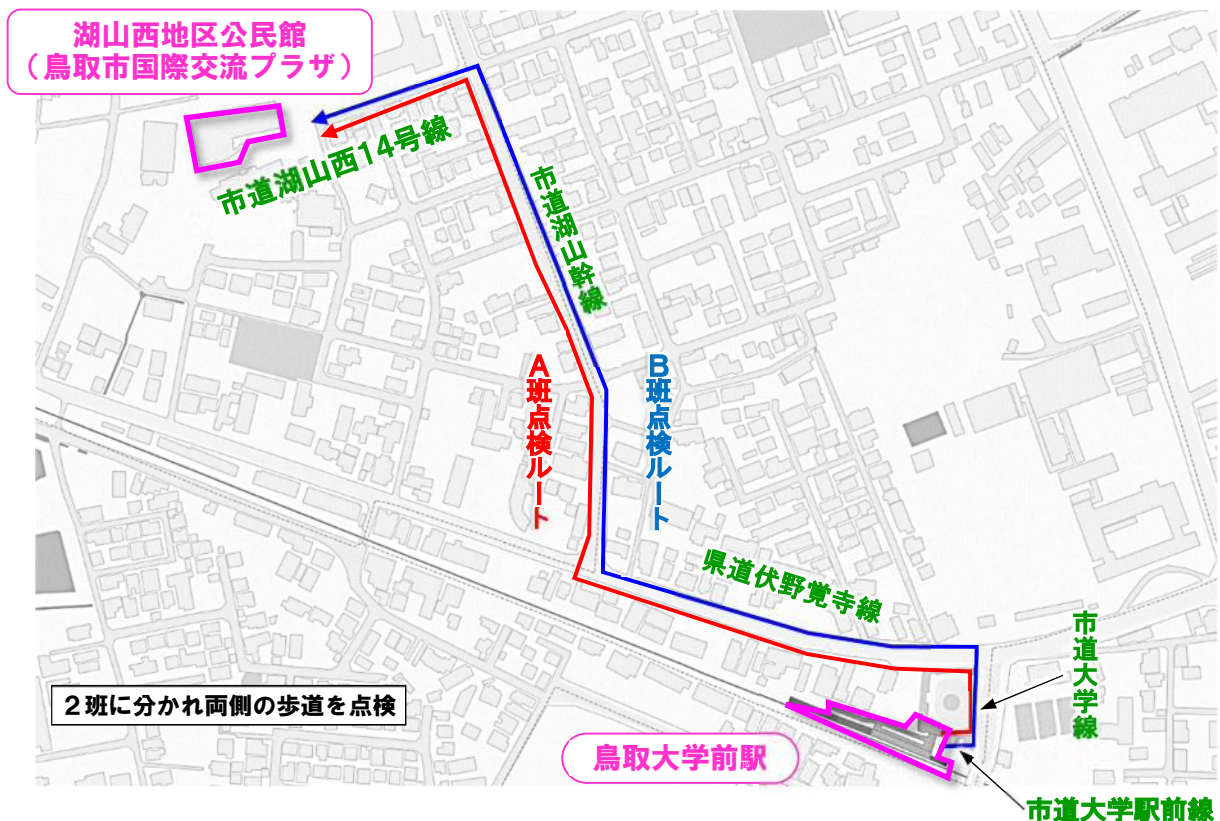 湖山西地区公民館
(鳥取市国際交流プラザ)
市道湖山西14号線
市道湖山幹線
A班点検ルート
B班点検ルート
県道伏野覚寺線
市道大学線
2班に分かれ両側の歩道を点検
鳥取大学前駅
市道大学駅前線